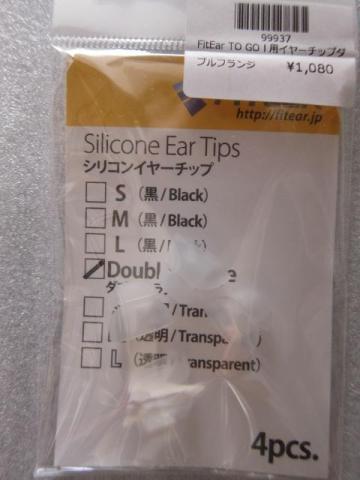 99937
FitEar TO GO!用イヤーチップダ
ブルフランジ ¥1,080
http://fitear.jp
Silicone Ear Tips
シリコンイヤーチップ
S (黒/Black)
M (黒/Black)
L (黒/
Doubl
(透明/Transpa
L (透明/Transparent)
4pcs.